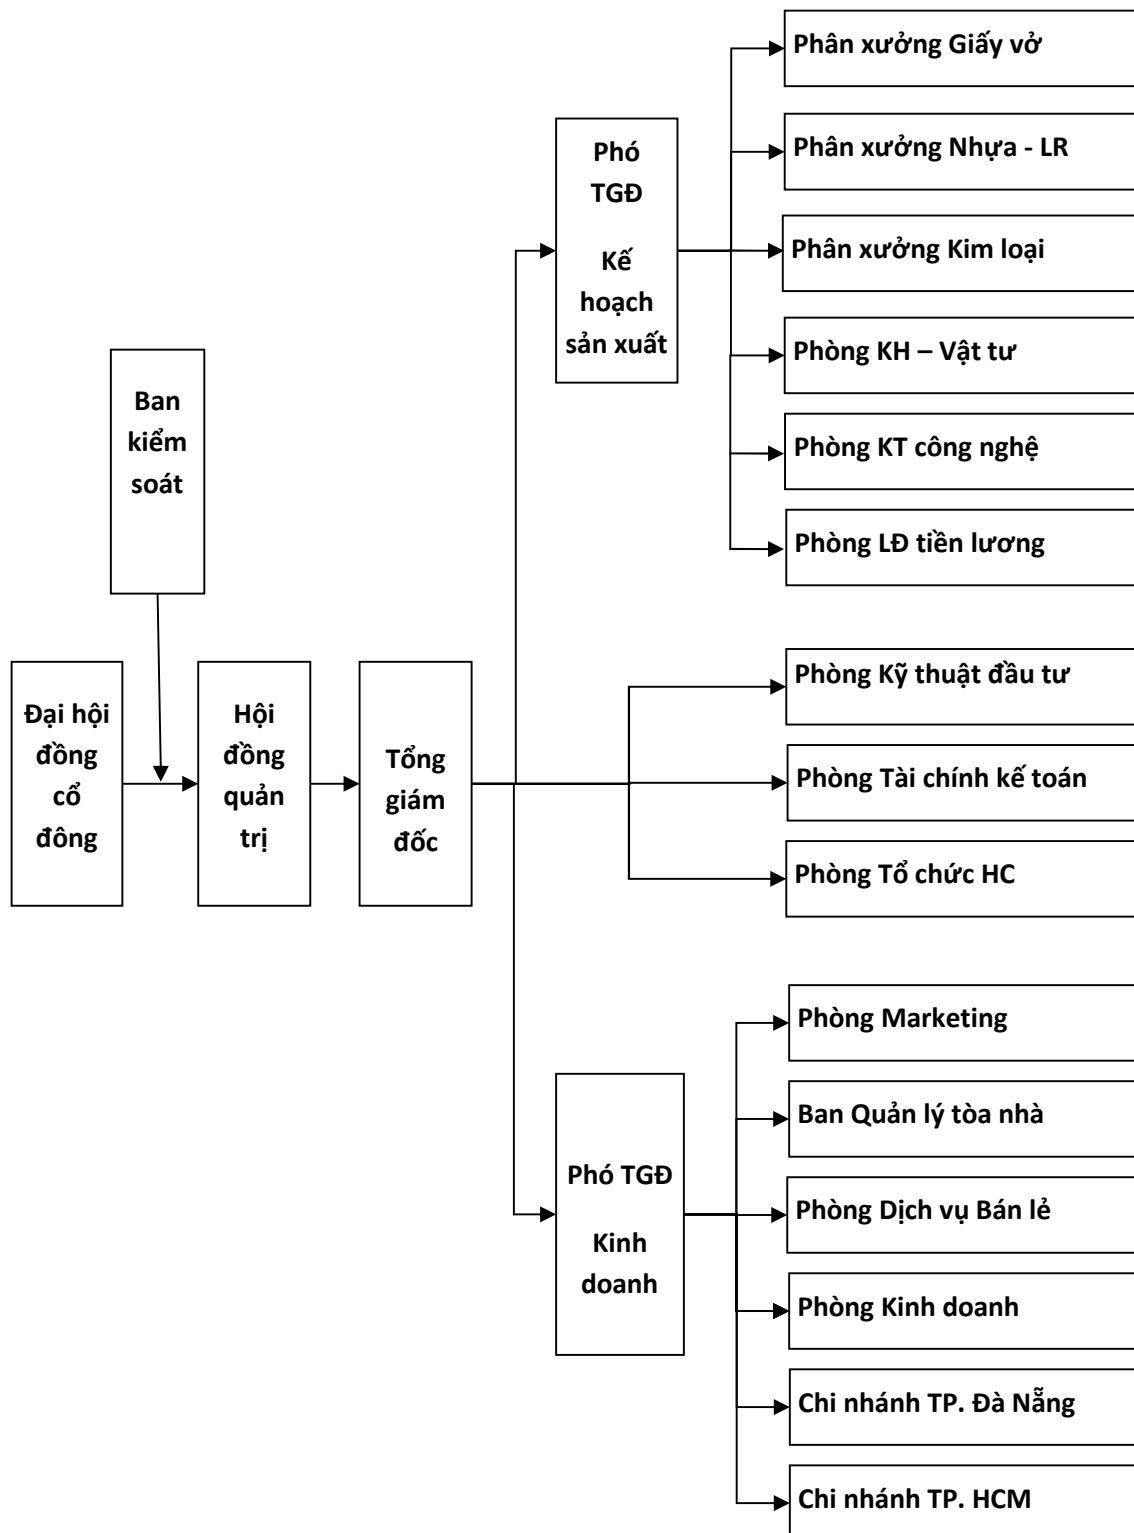 Phân xưởng Giấy vở
Phân xưởng Nhựa - LR
Phân xưởng Kim loại
Phòng KH – Vật tư
Phòng KT công nghệ
Phòng LĐ tiền lương
Phó
TGĐ
Kế
hoạch
sản xuất
Ban
kiểm
soát
Đại hội
đồng
cổ
đông
Hội
đồng
quản
trị
Tổng
giám
đốc
Phòng Kỹ thuật đầu tư
Phòng Tài chính kế toán
Phòng Tổ chức HC
Phó TGĐ
Kinh
doanh
Phòng Marketing
Ban Quản lý tòa nhà
Phòng Dịch vụ Bán lẻ
Phòng Kinh doanh
Chi nhánh TP. Đà Nẵng
Chi nhánh TP. HCM